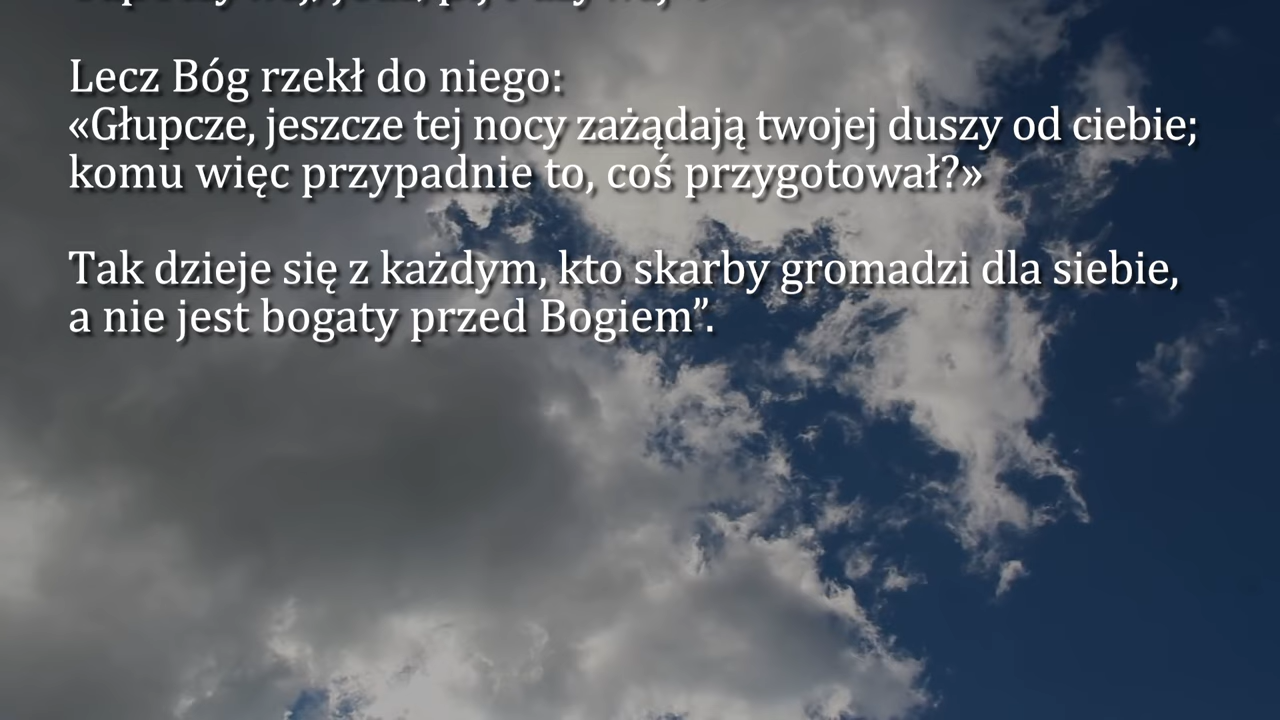 Lecz Bóg rzekł do niego:
«Głupcze, jeszcze tej nocy zażądają twojej duszy od ciebie;
komu więc przypadnie to, coś przygotował?»
Tak dzieje się z każdym, kto skarby gromadzi dla siebie,
a nie jest bogaty przed Bogiem”.